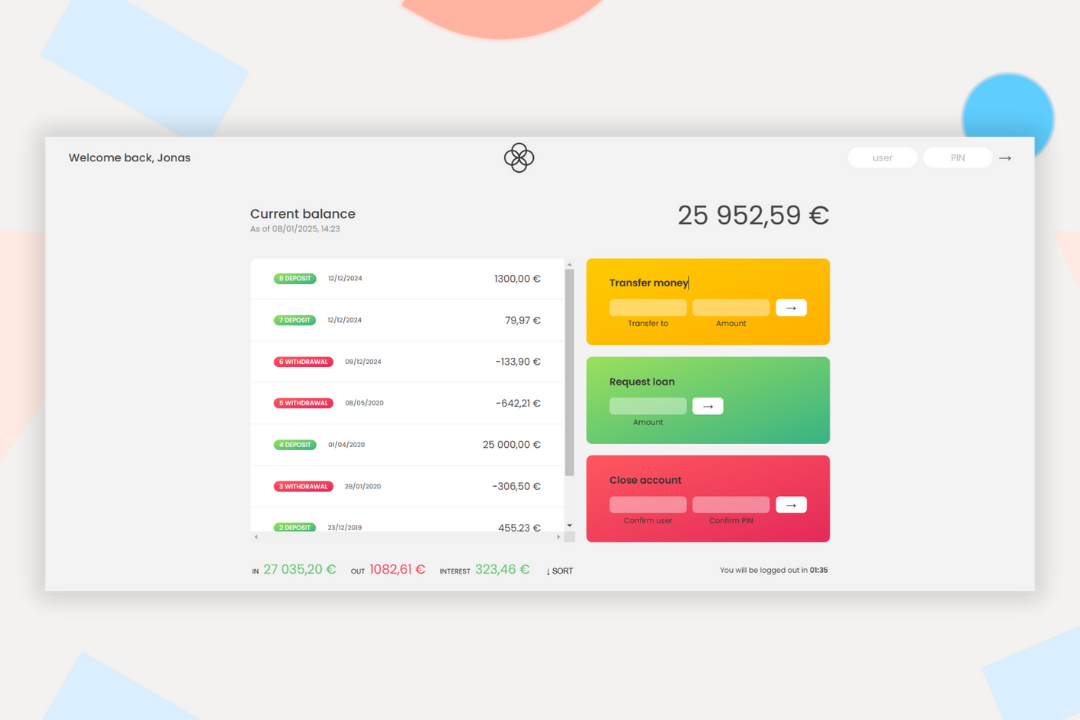 Welcome back, Jonas
user PIN →
Current balance
As of 08/01/2025, 14:23
25 952,59 €
8 DEPOSIT 12/12/2024 1300,00 €
7 DEPOSIT 12/12/2024 79,97 €
6 WITHDRAWAL 09/12/2024 -133,90 €
5 WITHDRAWAL 08/05/2020 -642,21 €
4 DEPOSIT 01/04/2020 25 000,00 €
3 WITHDRAWAL 28/01/2020 -306,50 €
2 DEPOSIT 23/12/2019 455,23 €
Transfer money
→
Transfer to Amount
Request loan
→
Amount
Close account
→
Confirm user Confirm PIN
IN 27 035,20 € OUT 1082,61 € INTEREST 323,46 € ↓ SORT
You will be logged out in 01:35